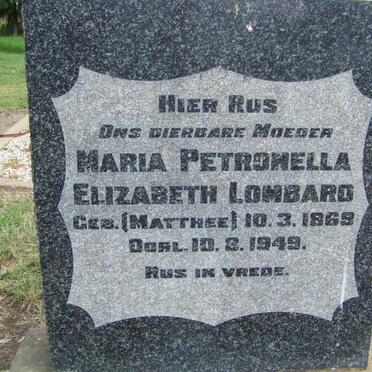 Hier Rus
Ons dierbare Moeder
Maria Petronella
Elizabeth Lombard
Geb. (Matthee) 10. 3. 1869
Oorl. 10. 8. 1949.
Rus in vrede.